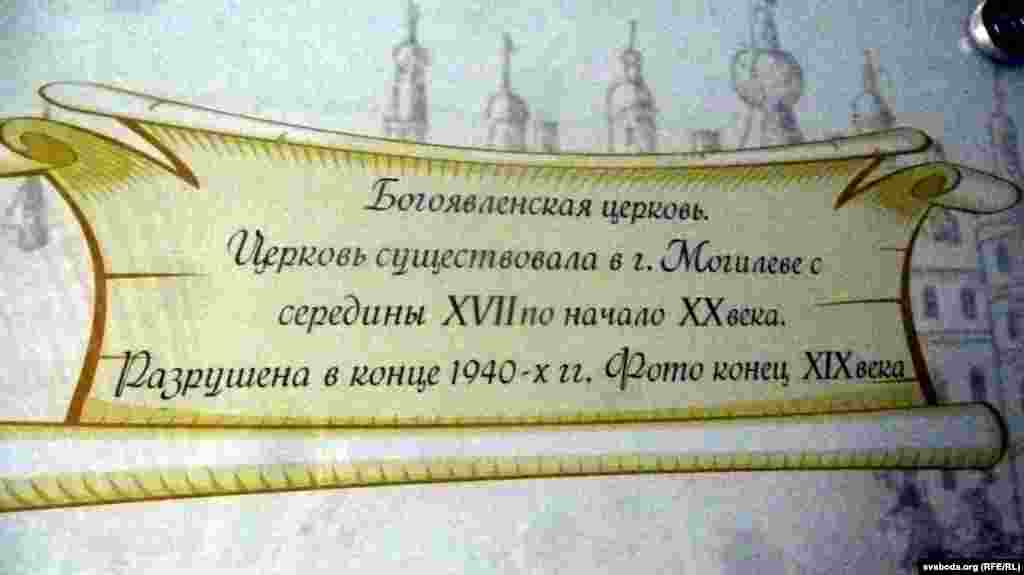 Богоявленская церковь.
Церковь существовала в г. Могилеве с
середины XVII по начало XX века.
Разрушена в конце 1940-х гг. Фото конец XIX века
svaboda.org (RFE/RL)